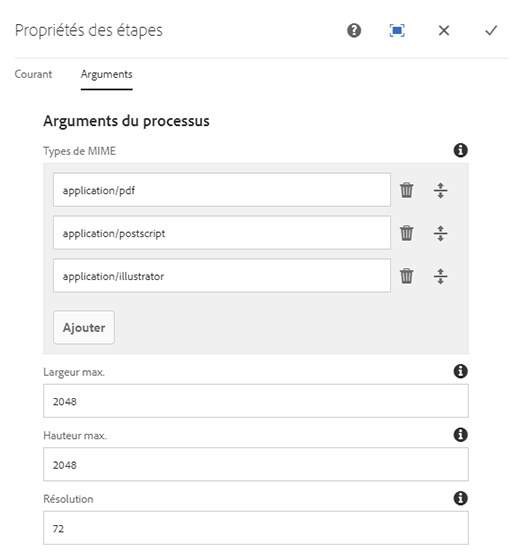 Propriétés des étapes
Courant Arguments
Arguments du processus
Types de MIME
application/pdf
application/postscript
application/illustrator
Ajouter
Largeur max.
2048
Hauteur max.
2048
Résolution
72